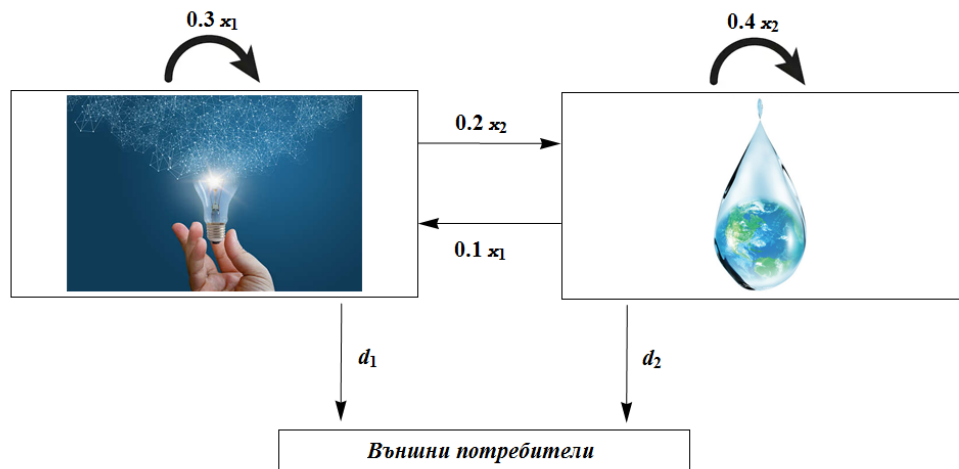 0.3 x₁
0.4 x₂
0.2 x₂
0.1 x₁
d₁
d₂
Външни потребители